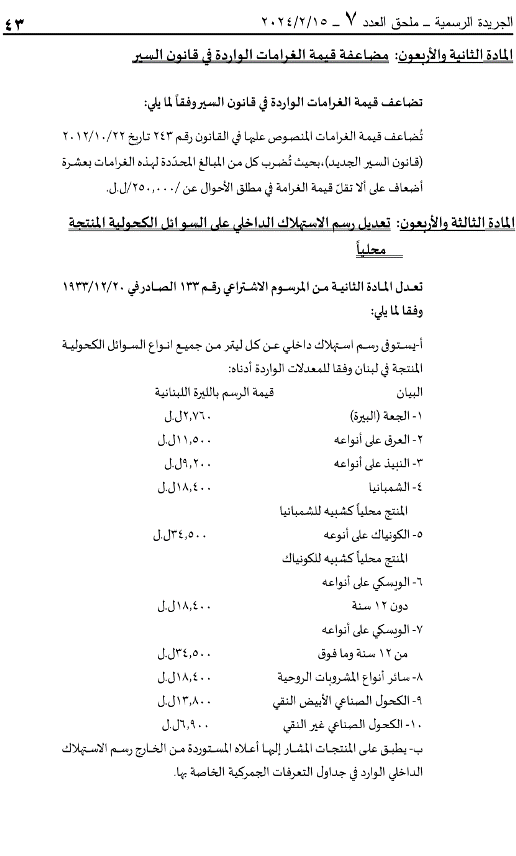 الجريدة الرسمية ـ ملحق العدد ٧ ـ ٢٠٢٤/٢/١٥ ٤٣
المادة الثانية والأربعون: مضاعفة قيمة الغرامات الواردة في قانون السير
تضاعف قيمة الغرامات الواردة في قانون السير وفقاً لما يلي:
تُضاعف قيمة الغرامات المنصوص عليها في القانون رقم ٢٤٣ تاريخ ٢٠١٢/١٠/٢٢
(قانون السير الجديد)، بحيث تُضرب كل من المبالغ المحدّدة لهذه الغرامات بعشرة
أضعاف على ألا تقلّ قيمة الغرامة في مطلق الأحوال عن /٢٥٠,٠٠٠/ل.ل.
المادة الثالثة والأربعون: تعديل رسم الاستهلاك الداخلي على السوائل الكحولية المنتجة
محلياً
تعدل المادة الثانية من المرسوم الاشتراعي رقم ١٣٣ الصادر في ١٩٣٣/١٢/٢٠
وفقا لما يلي:
أ-يستوفى رسم استهلاك داخلي عن كل ليتر من جميع انواع السوائل الكحولية
المنتجة في لبنان وفقا للمعدلات الواردة أدناه:
البيان قيمة الرسم بالليرة اللبنانية
١- الجعة (البيرة) ٢,٧٦٠ل.ل
٢- العرق على أنواعه ١١,٥٠٠ل.ل
٣- النبيذ على أنواعه ٩,٢٠٠ل.ل
٤- الشمبانيا ١٨,٤٠٠ل.ل
المنتج محلياً كشبيه للشمبانيا
٥- الكونياك على أنوعه ٣٤,٥٠٠ل.ل
المنتج محلياً كشبيه للكونياك
٦- الويسكي على أنواعه
دون ١٢ سنة ١٨,٤٠٠ل.ل
٧- الويسكي على أنواعه
من ١٢ سنة وما فوق ٣٤,٥٠٠ل.ل
٨- سائر أنواع المشروبات الروحية ١٨,٤٠٠ل.ل
٩- الكحول الصناعي الأبيض النقي ١٣,٨٠٠ل.ل
١٠- الكحول الصناعي غير النقي ٦,٩٠٠ل.ل
ب- يطبق على المنتجات المشار إليها أعلاه المستوردة من الخارج رسم الاستهلاك
الداخلي الوارد في جداول التعرفات الجمركية الخاصة بها.